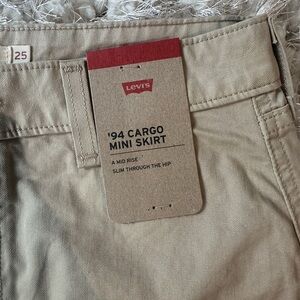 25
Levi's
'94 CARGO
MINI SKIRT
A MID RISE
SLIM THROUGH THE HIP